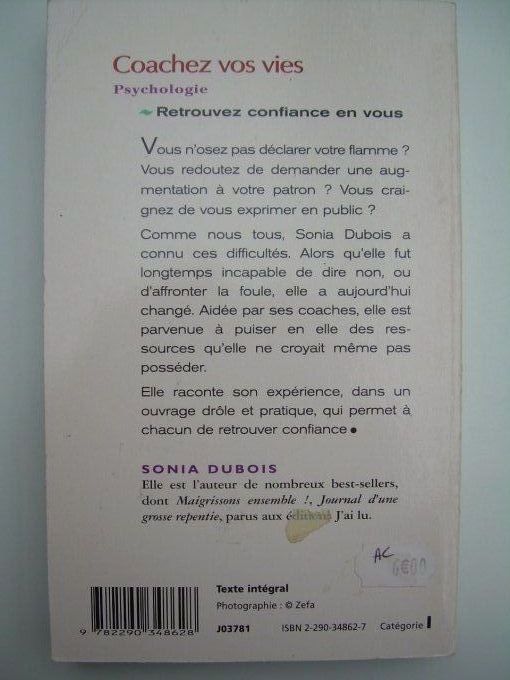 Coachez vos vies
Psychologie
Retrouvez confiance en vous
Vous n'osez pas déclarer votre flamme ?
Vous redoutez de demander une aug-
mentation à votre patron ? Vous crai-
gnez de vous exprimer en public ?
Comme nous tous, Sonia Dubois a
connu ces difficultés. Alors qu'elle fut
longtemps incapable de dire non, ou
d'affronter la foule, elle a aujourd'hui
changé. Aidée par ses coaches, elle est
parvenue à puiser en elle des res-
sources qu'elle ne croyait même pas
posséder.
Elle raconte son expérience, dans un
ouvrage drôle et pratique, qui permet à
chacun de retrouver confiance
SONIA DUBOIS
Elle est l'auteur de nombreux best-sellers,
dont Maigrissons ensemble !, Journal d'une
grosse repentie, parus aux éditions J'ai lu.
AC
Texte intégral
Photographie : © Zefa
9 782290 348628
J03781
ISBN 2-290-34862-7
Catégorie I